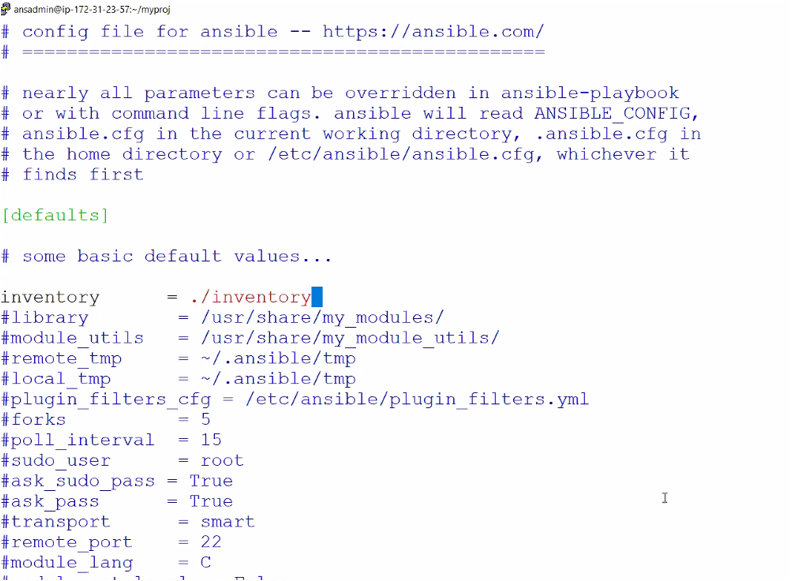 ansadmin@ip-172-31-23-57:~/myproj
# config file for ansible -- https://ansible.com/
# ===============================================
# nearly all parameters can be overridden in ansible-playbook
# or with command line flags. ansible will read ANSIBLE_CONFIG,
# ansible.cfg in the current working directory, .ansible.cfg in
# the home directory or /etc/ansible/ansible.cfg, whichever it
# finds first
[defaults]
# some basic default values...
inventory      = ./inventory
#library        = /usr/share/my_modules/
#module_utils   = /usr/share/my_module_utils/
#remote_tmp     = ~/.ansible/tmp
#local_tmp      = ~/.ansible/tmp
#plugin_filters_cfg = /etc/ansible/plugin_filters.yml
#forks          = 5
#poll_interval  = 15
#sudo_user      = root
#ask_sudo_pass = True
#ask_pass      = True
#transport      = smart
#remote_port    = 22
#module_lang    = C